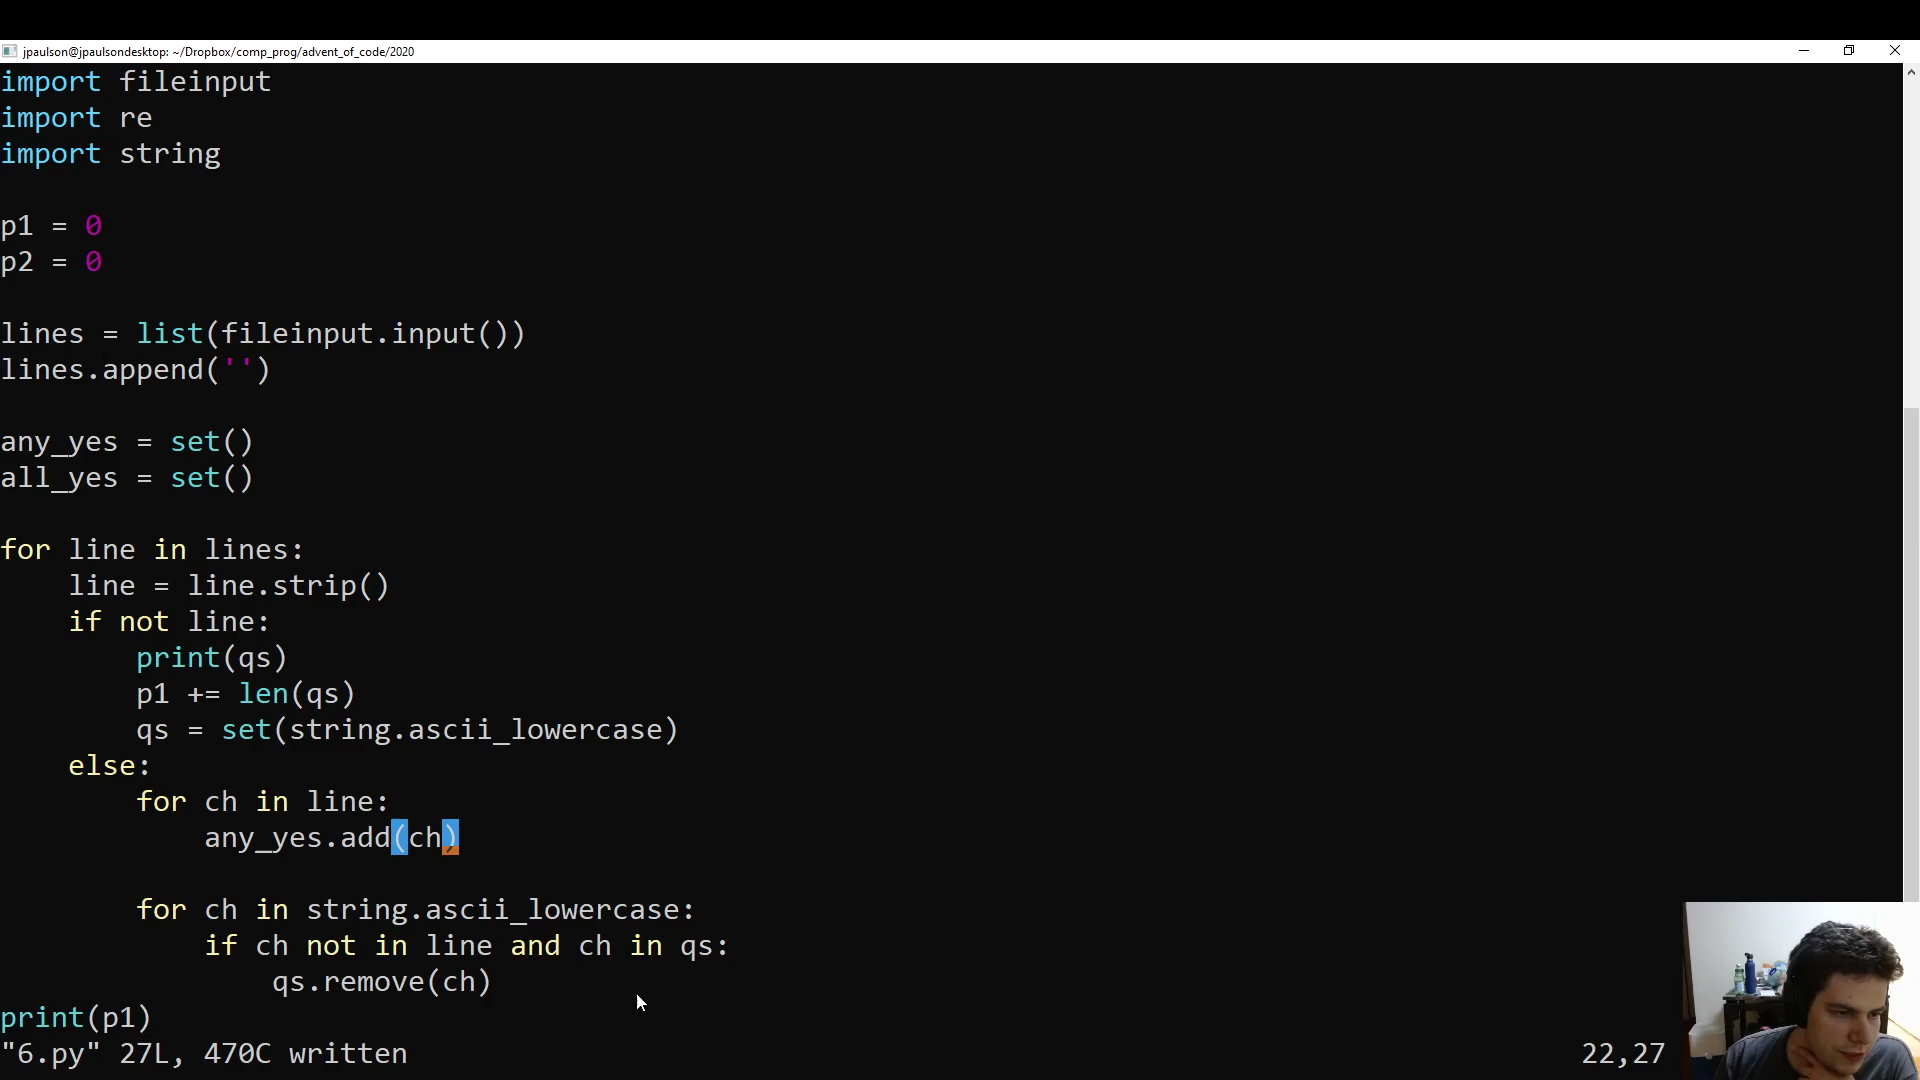 jpaulson@jpaulsondesktop: ~/Dropbox/comp_prog/advent_of_code/2020
import fileinput
import re
import string

p1 = 0
p2 = 0

lines = list(fileinput.input())
lines.append('')

any_yes = set()
all_yes = set()

for line in lines:
    line = line.strip()
    if not line:
        print(qs)
        p1 += len(qs)
        qs = set(string.ascii_lowercase)
    else:
        for ch in line:
            any_yes.add(ch)

        for ch in string.ascii_lowercase:
            if ch not in line and ch in qs:
                qs.remove(ch)
print(p1)
"6.py" 27L, 470C written 22,27